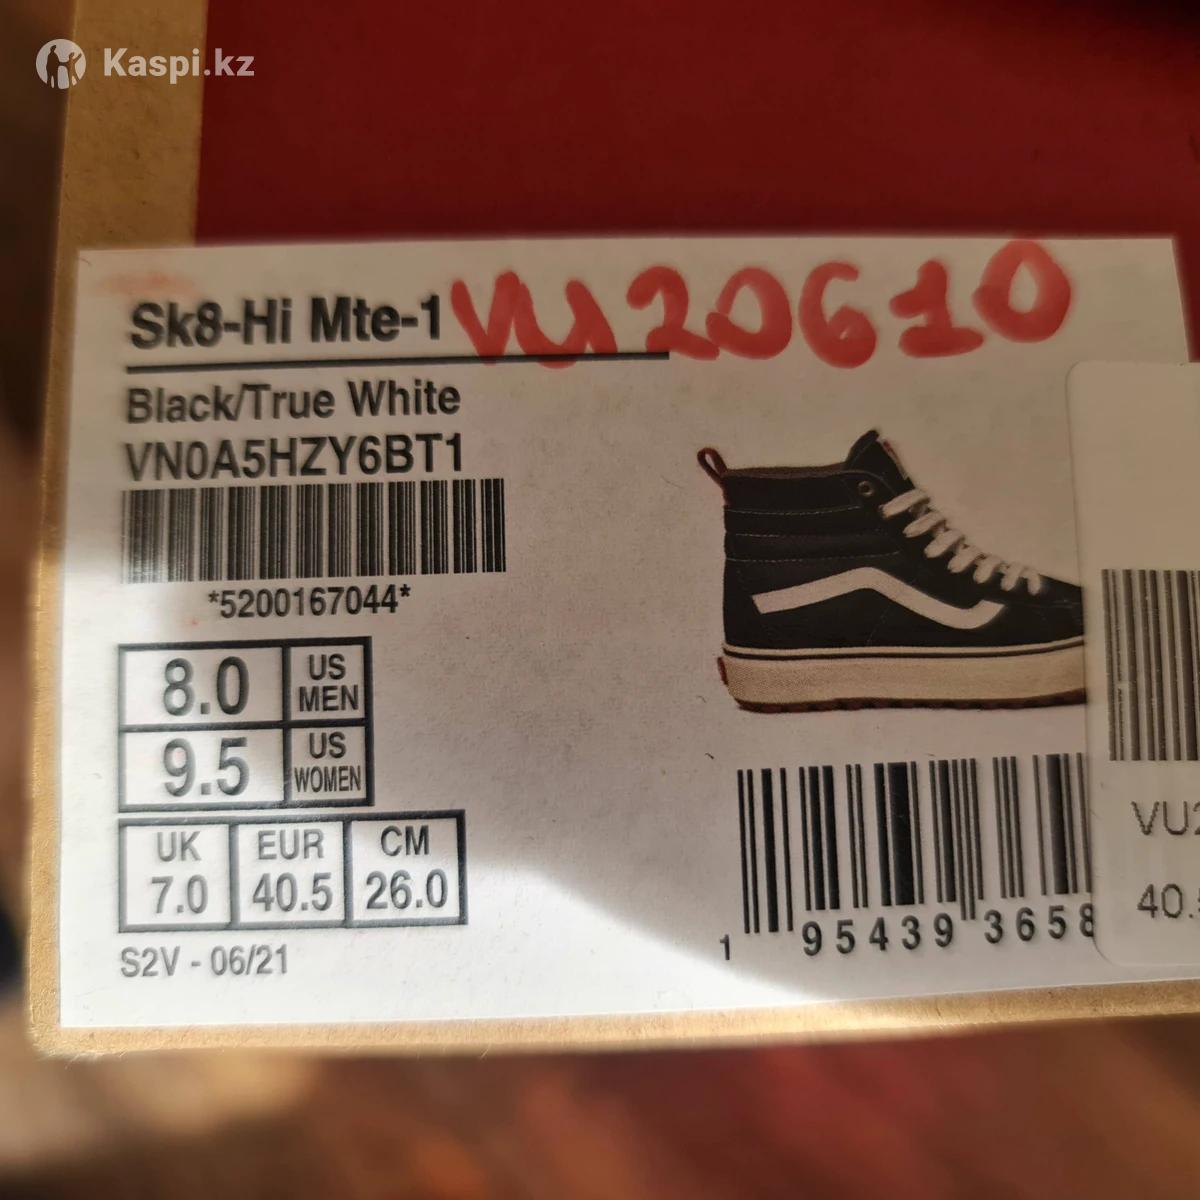 Kaspi.kz
Sk8-Hi Mte-1 VU20610
Black/True White
VN0A5HZY6BT1
*5200167044*
8.0 US MEN
9.5 US WOMEN
UK EUR CM
7.0 40.5 26.0
S2V - 06/21
1 95439 3658
VU2
40.